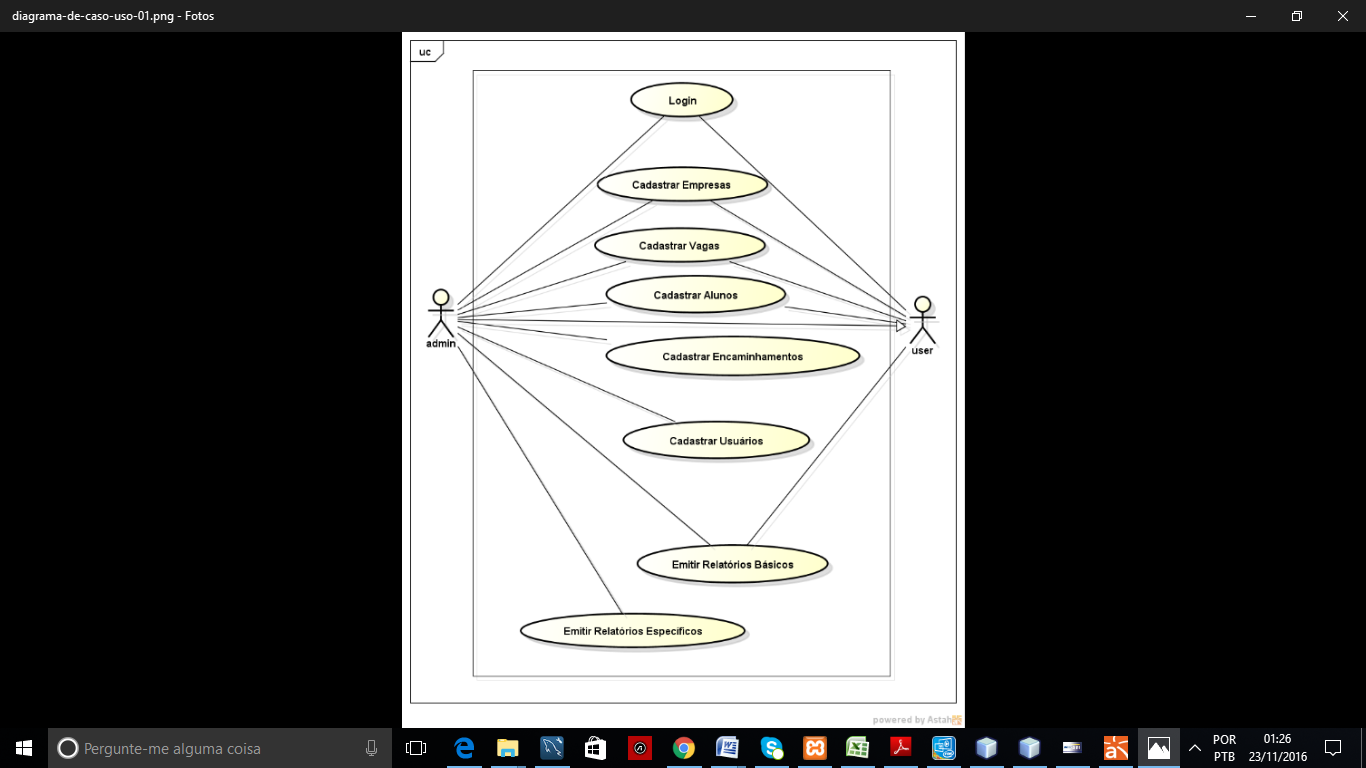 diagrama-de-caso-uso-01.png - Fotos
uc
Login
Cadastrar Empresas
Cadastrar Vagas
Cadastrar Alunos
admin
user
Cadastrar Encaminhamentos
Cadastrar Usuários
Emitir Relatórios Básicos
Emitir Relatórios Específicos
powered by Astah
Pergunte-me alguma coisa
POR
PTB
01:26
23/11/2016